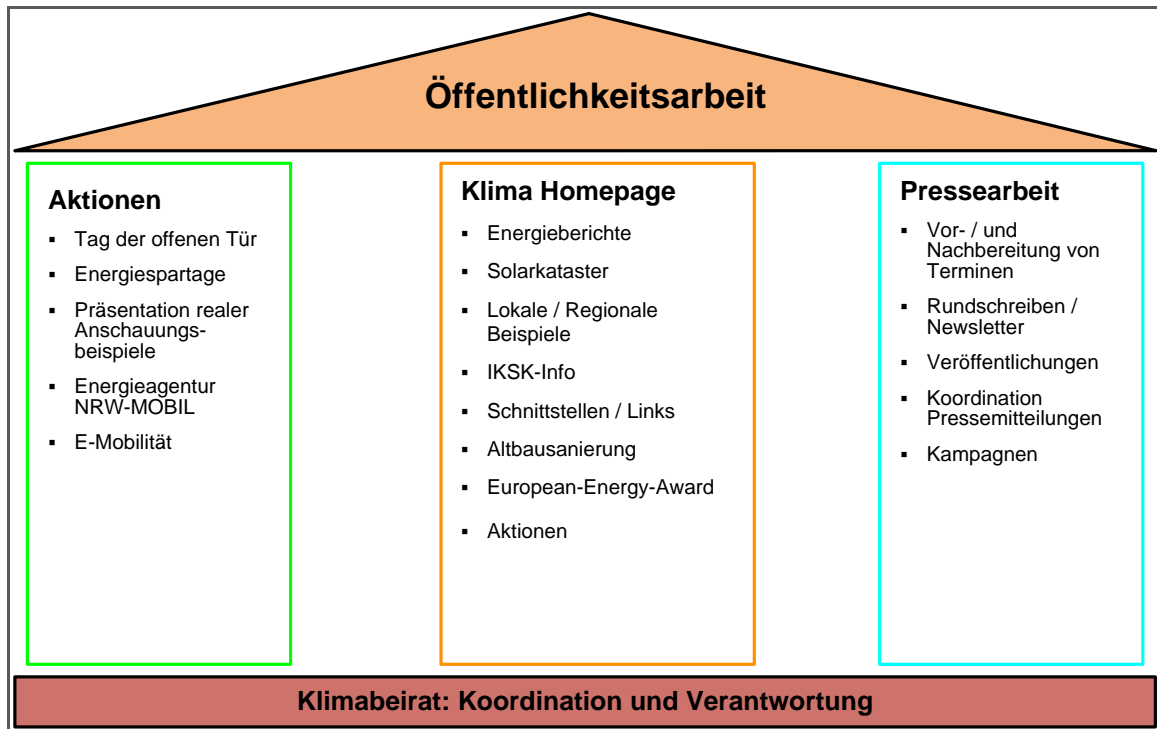 Öffentlichkeitsarbeit
Aktionen
▪ Tag der offenen Tür
▪ Energiespartage
▪ Präsentation realer
Anschauungs-
beispiele
▪ Energieagentur
NRW-MOBIL
▪ E-Mobilität
Klima Homepage
▪ Energieberichte
▪ Solarkataster
▪ Lokale / Regionale
Beispiele
▪ IKSK-Info
▪ Schnittstellen / Links
▪ Altbausanierung
▪ European-Energy-Award
▪ Aktionen
Pressearbeit
▪ Vor- / und
Nachbereitung von
Terminen
▪ Rundschreiben /
Newsletter
▪ Veröffentlichungen
▪ Koordination
Pressemitteilungen
▪ Kampagnen
Klimabeirat: Koordination und Verantwortung